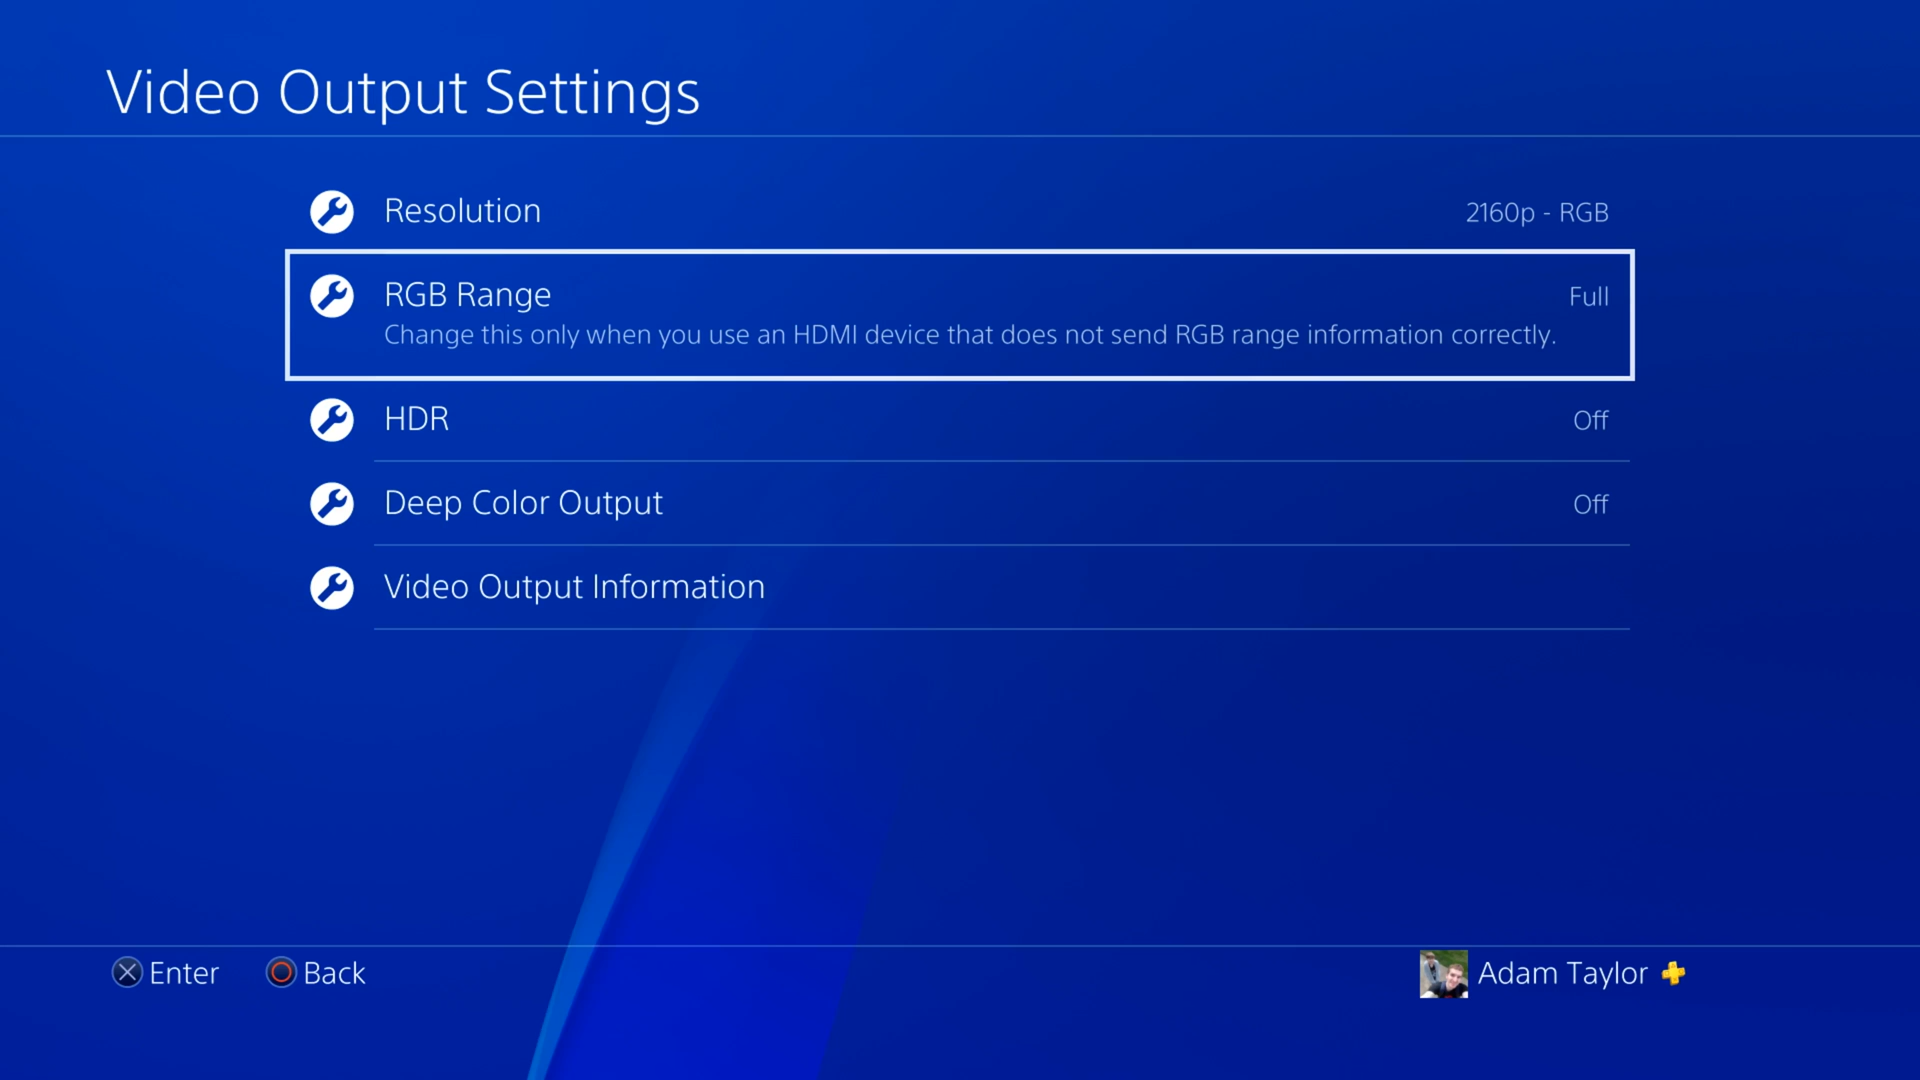 Video Output Settings
Resolution 2160p - RGB
RGB Range Full
Change this only when you use an HDMI device that does not send RGB range information correctly.
HDR Off
Deep Color Output Off
Video Output Information
Enter Back Adam Taylor